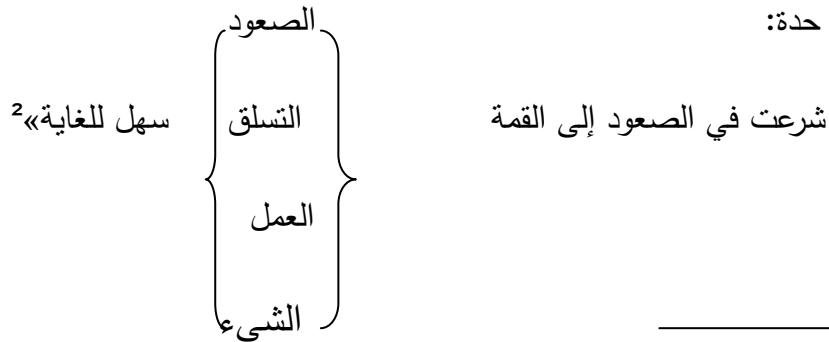 حدة:
الصعود
شرعت في الصعود إلى القمة التسلق سهل للغاية»²
العمل
الشيء